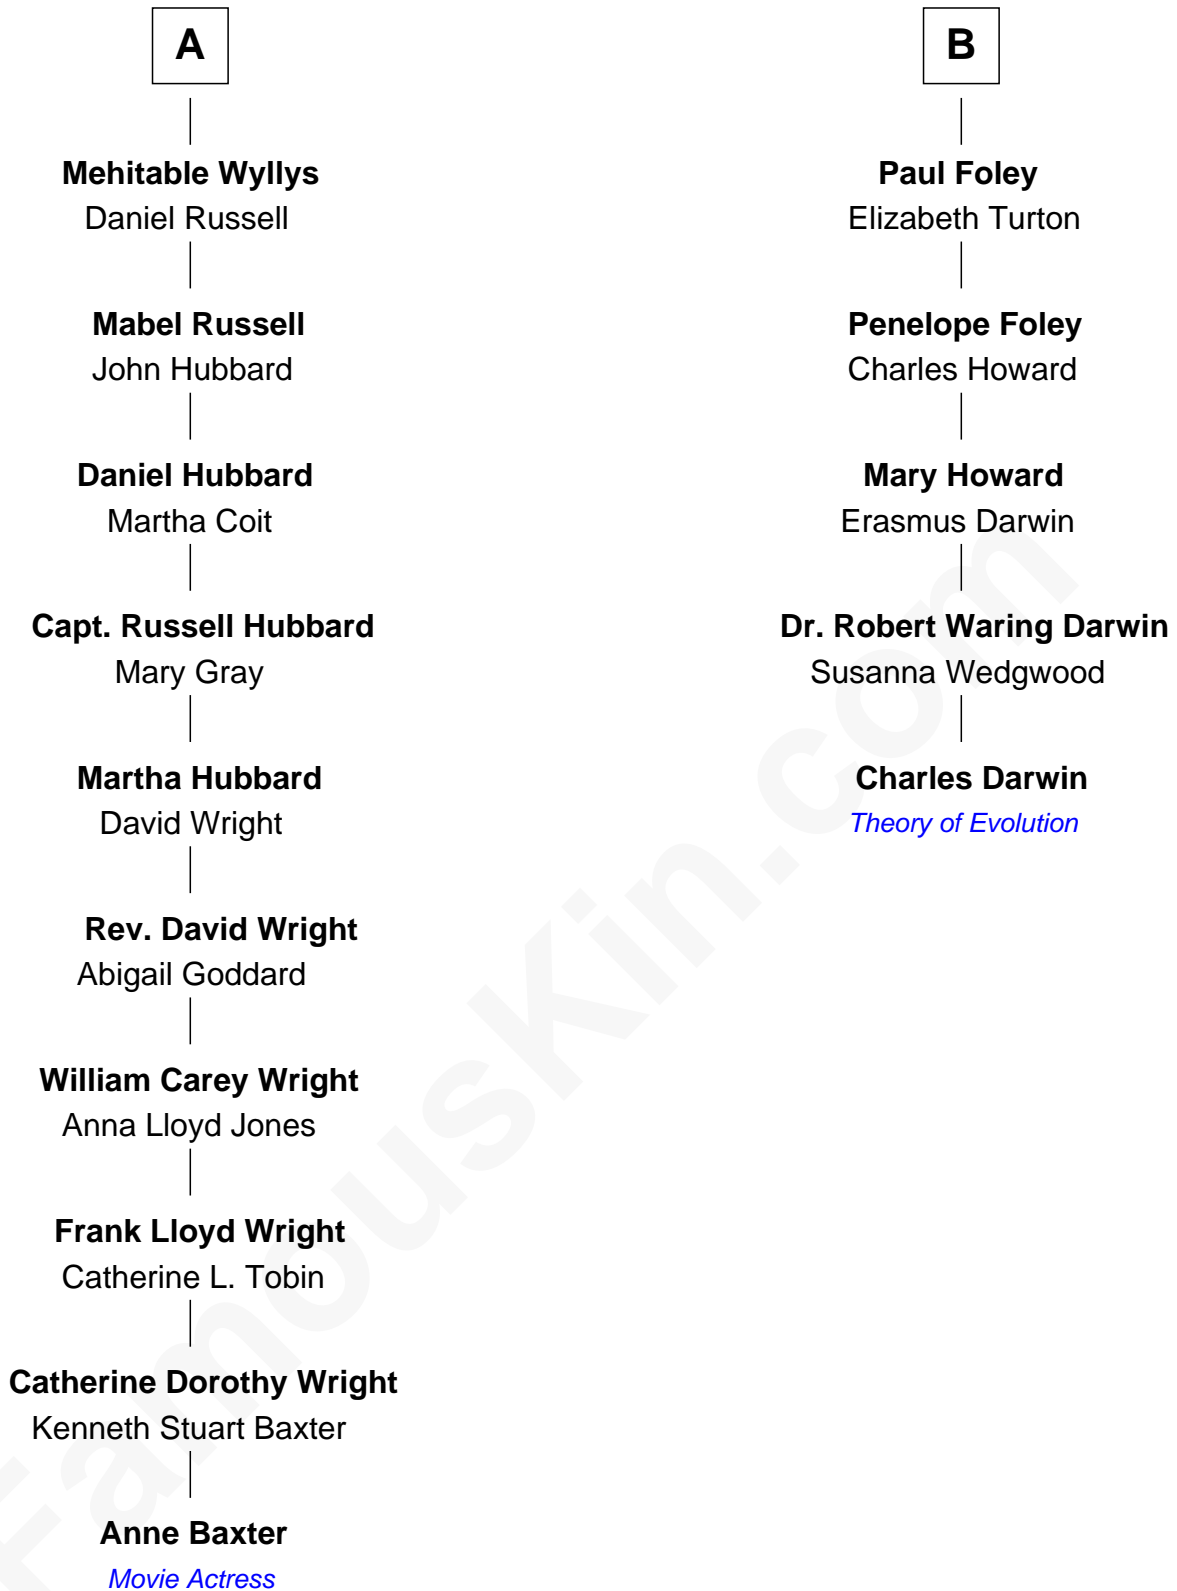 A
Mehitable Wyllys
Daniel Russell
Mabel Russell
John Hubbard
Daniel Hubbard
Martha Coit
Capt. Russell Hubbard
Mary Gray
Martha Hubbard
David Wright
Rev. David Wright
Abigail Goddard
William Carey Wright
Anna Lloyd Jones
Frank Lloyd Wright
Catherine L. Tobin
Catherine Dorothy Wright
Kenneth Stuart Baxter
Anne Baxter
Movie Actress
B
Paul Foley
Elizabeth Turton
Penelope Foley
Charles Howard
Mary Howard
Erasmus Darwin
Dr. Robert Waring Darwin
Susanna Wedgwood
Charles Darwin
Theory of Evolution
FamousKin.com